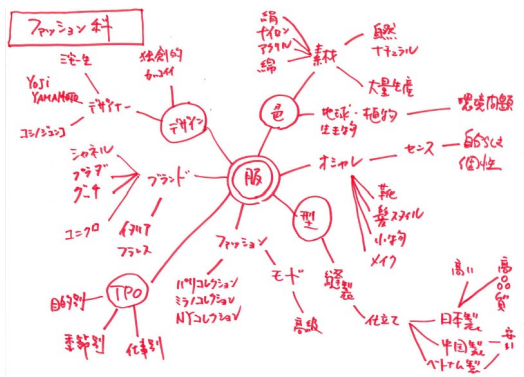 ファッション科
三宅一生
Yoji
YAMAMOTO
コシノジュンコ
デザイナー
独創的
カッコイイ
デザイン
シャネル
プラダ
グッチ
ユニクロ
ブランド
イタリア
フランス
TPO
目的別
季節別
仕事別
服
ファッション
パリコレクション
ミラノコレクション
NYコレクション
モード
高級
色
素材
絹
ナイロン
アクリル
綿
自然
ナチュラル
大量生産
地球・植物
環境問題
オシャレ
センス
自分らしさ
個性
靴
髪スタイル
小物
メイク
型
縫製
仕立て
日本製
中国製
ベトナム製
高い
高品質
安い